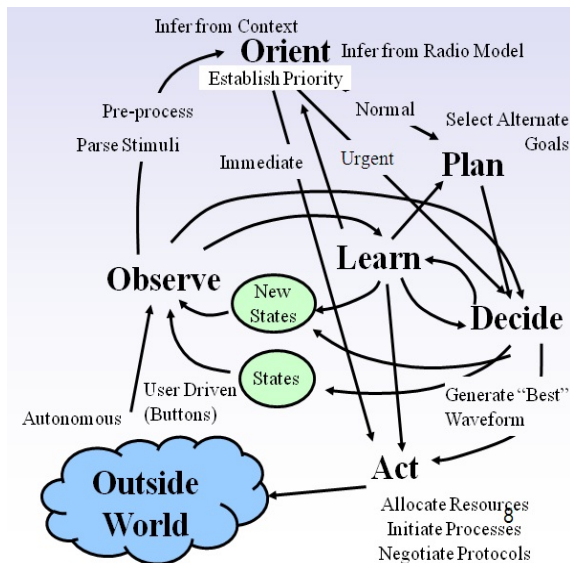 Infer from Context
Orient
Infer from Radio Model
Establish Priority
Pre-process
Normal
Parse Stimuli
Select Alternate
Goals
Immediate
Urgent
Plan
Learn
Observe
New
States
Decide
States
User Driven
(Buttons)
Generate “Best”
Waveform
Autonomous
Act
Outside
World
Allocate Resources
8
Initiate Processes
Negotiate Protocols